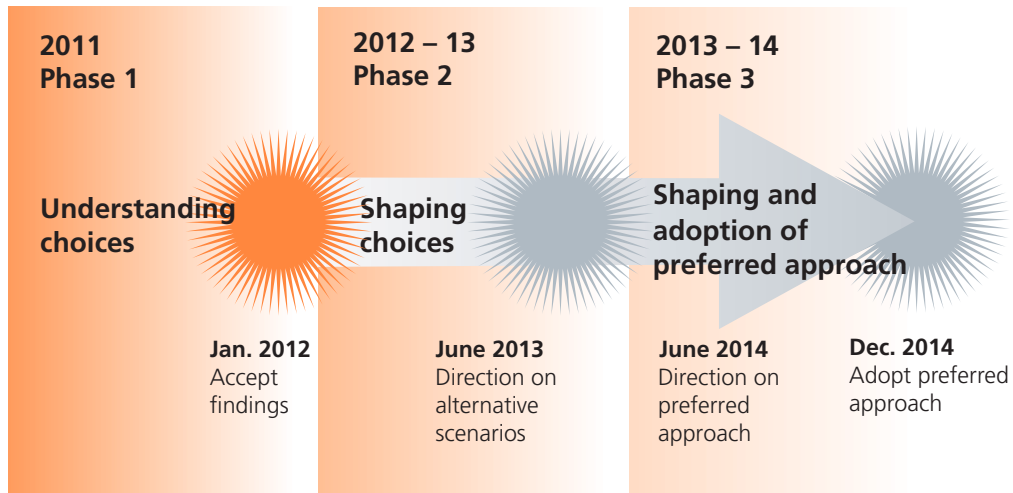 2011
Phase 1
Understanding
choices
Jan. 2012
Accept
findings
2012 – 13
Phase 2
Shaping
choices
June 2013
Direction on
alternative
scenarios
2013 – 14
Phase 3
Shaping and
adoption of
preferred approach
June 2014
Direction on
preferred
approach
Dec. 2014
Adopt preferred
approach